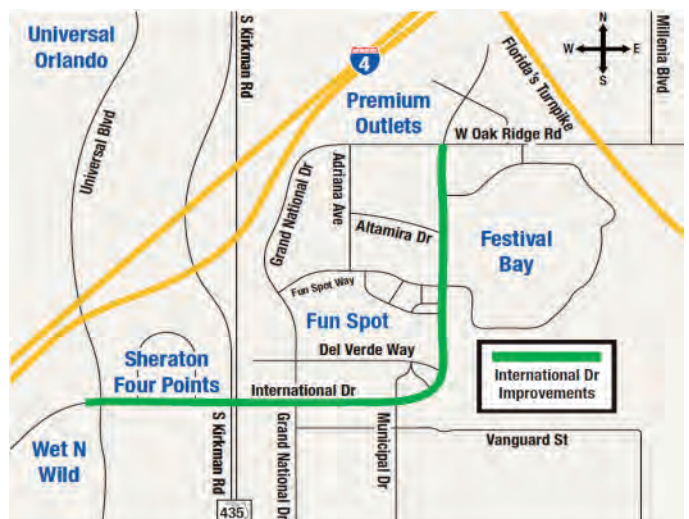 Universal
Orlando
S Kirkman Rd
INTERSTATE
4
Florida's Turnpike
N
W
E
S
Millenia Blvd
Premium
Outlets
W Oak Ridge Rd
Universal Blvd
Grand National Dr
Adriana Ave
Altamira Dr
Festival
Bay
Fun Spot Way
Fun Spot
Del Verde Way
Sheraton
Four Points
International Dr
International Dr
Improvements
Wet N
Wild
S Kirkman Rd
Grand National Dr
Municipal Dr
Vanguard St
435